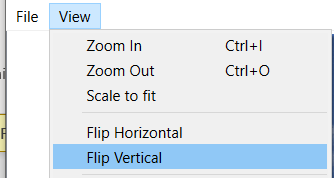 File View
Zoom In Ctrl+I
Zoom Out Ctrl+O
Scale to fit
Flip Horizontal
Flip Vertical